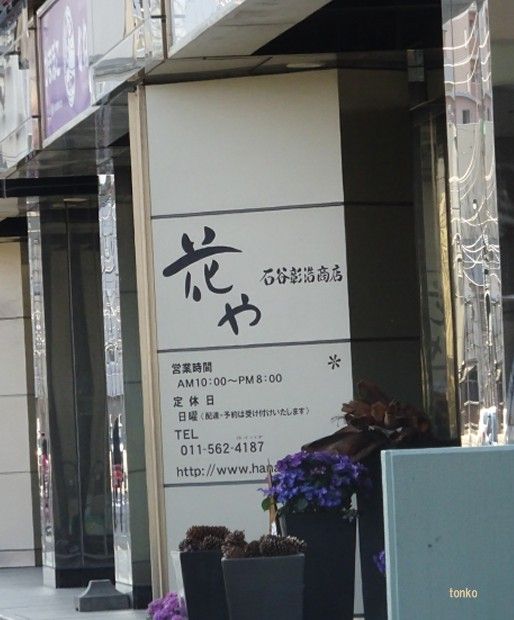 花や
石谷彰浩商店
営業時間
AM10:00〜PM8:00
定休日
日曜(配達・予約は受け付けいたします)
TEL
011-562-4187
http://www.hana
tonko